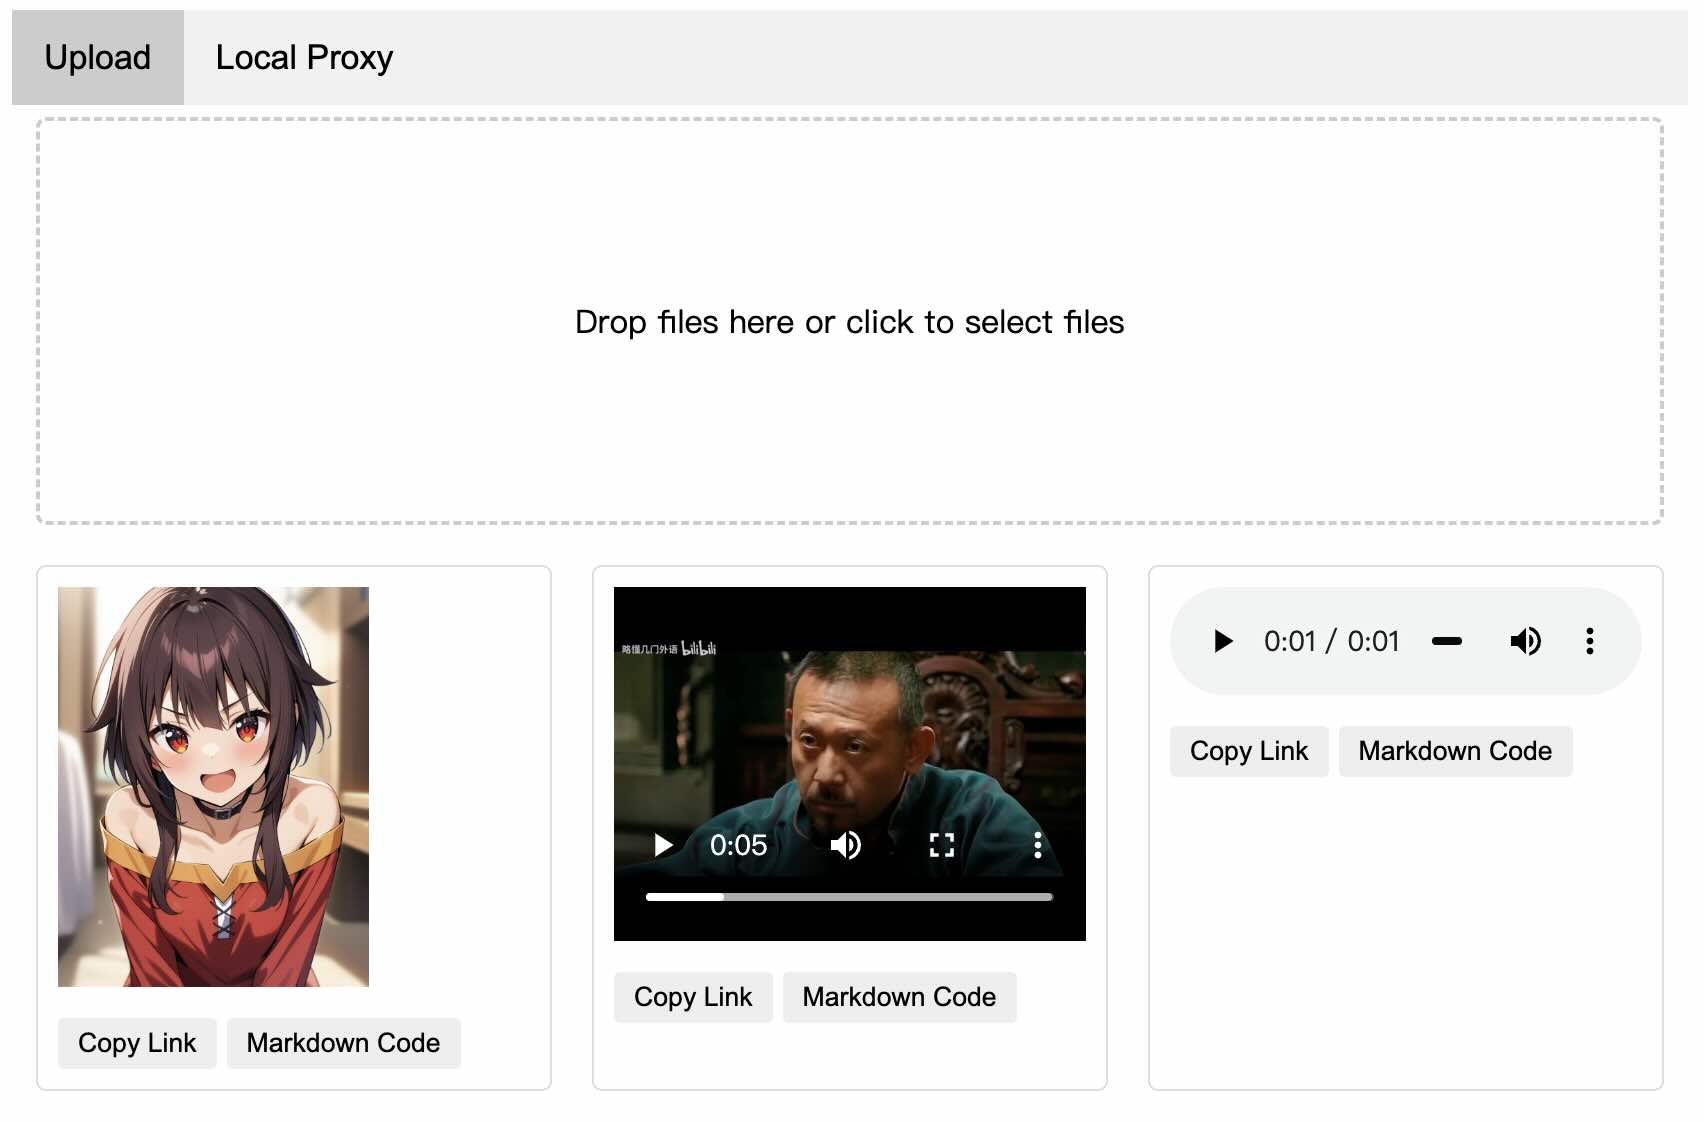 Upload
Local Proxy
Drop files here or click to select files
略懂几门外语 bilibili
0:05
0:01 / 0:01
Copy Link
Markdown Code
Copy Link
Markdown Code
Copy Link
Markdown Code